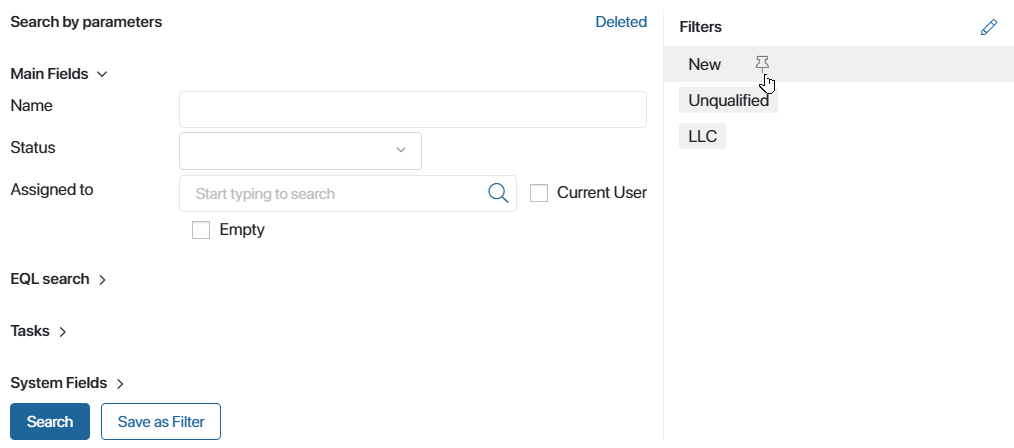 Search by parameters
Deleted
Main Fields
Name
Status
Assigned to
Start typing to search
Current User
Empty
EQL search
Tasks
System Fields
Search
Save as Filter
Filters
New
Unqualified
LLC